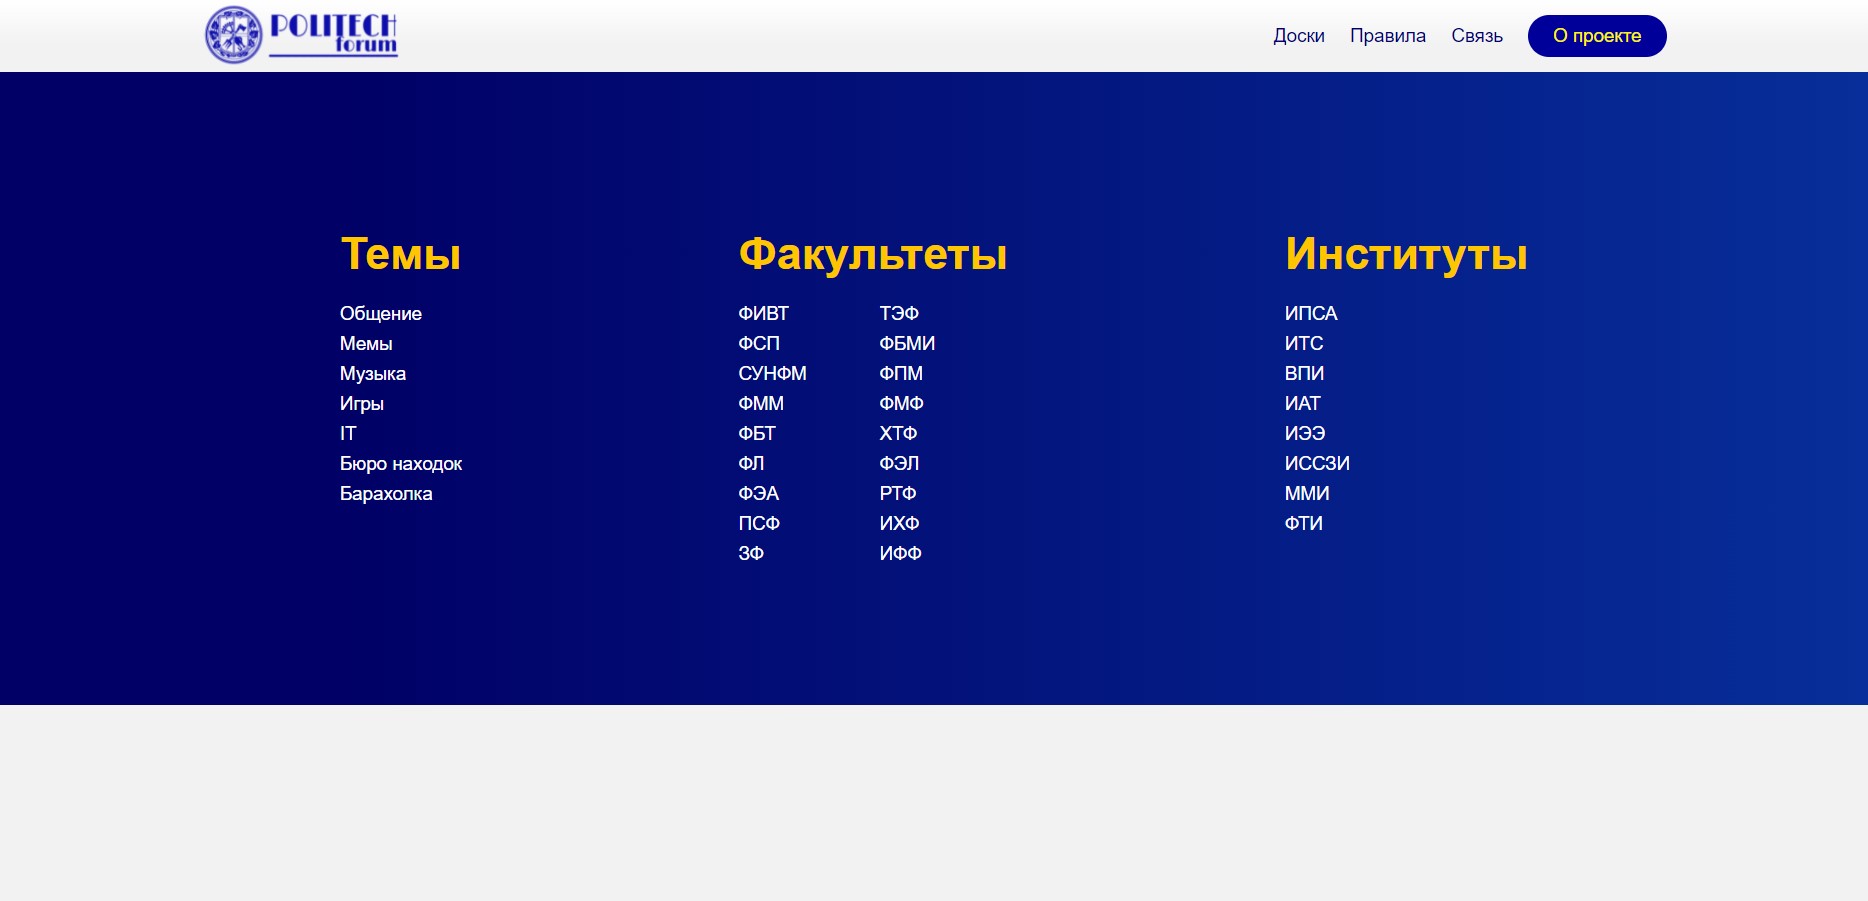 POLITECH
forum
Доски Правила Связь О проекте
Темы
Общение
Мемы
Музыка
Игры
IT
Бюро находок
Барахолка
Факультеты
ФИВТ
ФСП
СУНФМ
ФММ
ФБТ
ФЛ
ФЭА
ПСФ
ЗФ
ТЭФ
ФБМИ
ФПМ
ФМФ
ХТФ
ФЭЛ
РТФ
ИХФ
ИФФ
Институты
ИПСА
ИТС
ВПИ
ИАТ
ИЭЭ
ИССЗИ
ММИ
ФТИ